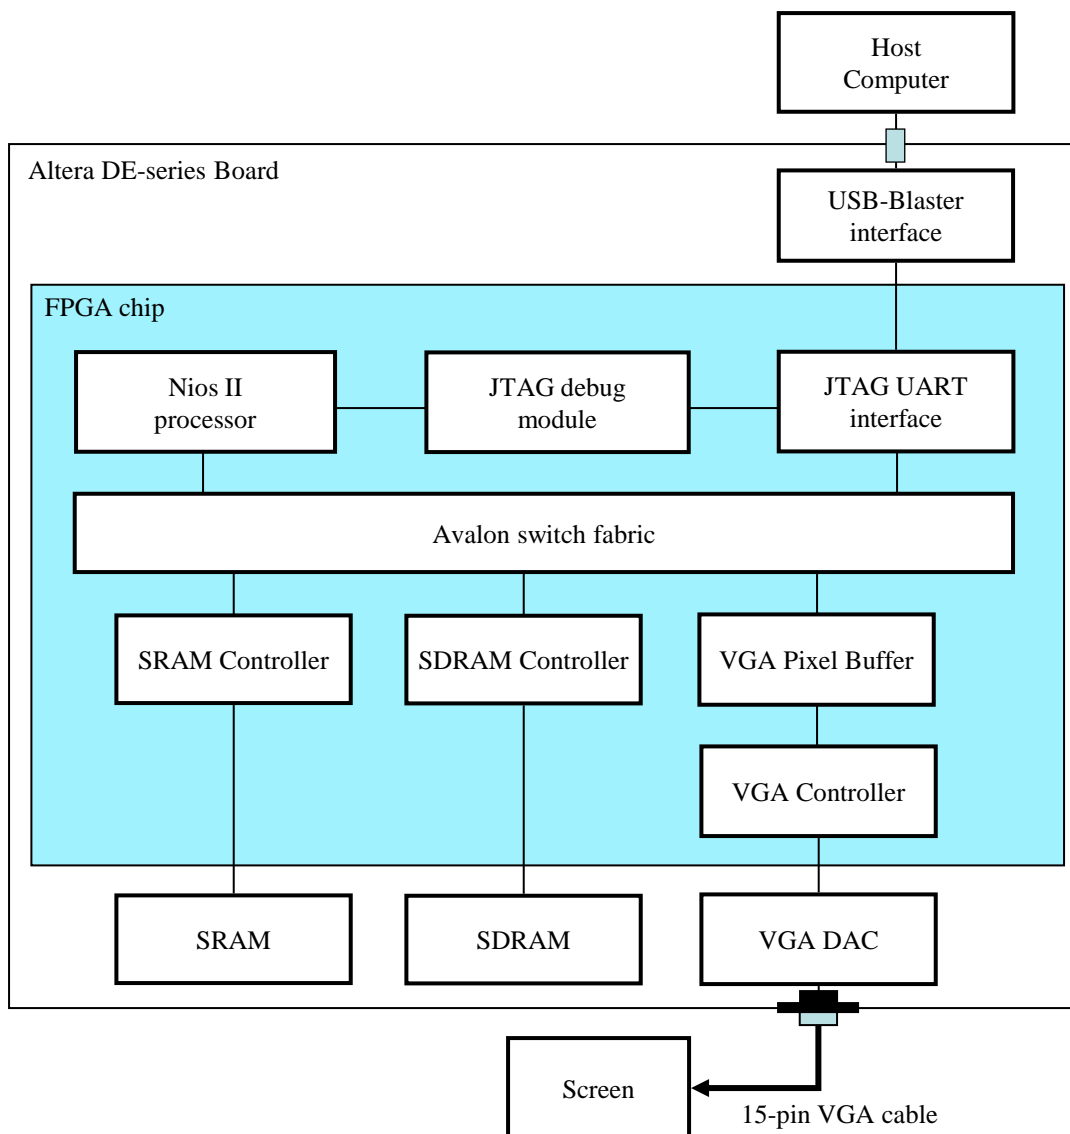 Host
Computer
Altera DE-series Board
USB-Blaster
interface
FPGA chip
Nios II
processor
JTAG debug
module
JTAG UART
interface
Avalon switch fabric
SRAM Controller
SDRAM Controller
VGA Pixel Buffer
VGA Controller
SRAM
SDRAM
VGA DAC
Screen
15-pin VGA cable